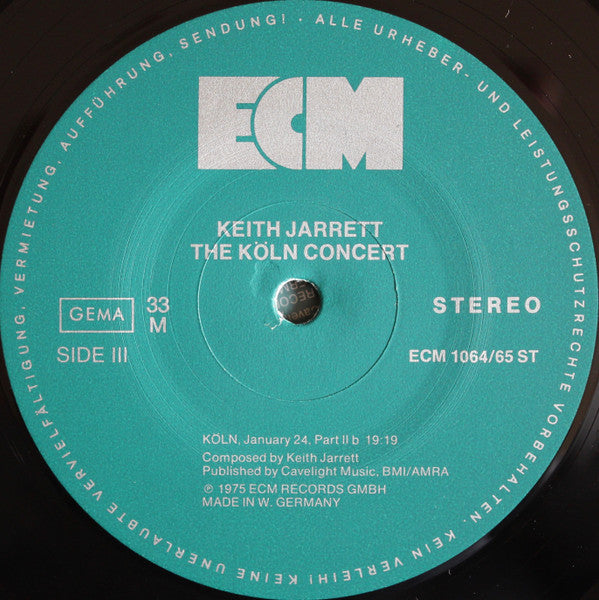 ALLE URHEBER- UND LEISTUNGSSCHUTZRECHTE VORBEHALTEN · KEIN VERLEIH! KEINE UNERLAUBTE VERVIELFÄLTIGUNG, VERMIETUNG, AUFFÜHRUNG, SENDUNG! ·
ECM
KEITH JARRETT
THE KÖLN CONCERT
GEMA 33 STEREO
M
SIDE III ECM 1064/65 ST
KÖLN, January 24, Part II b 19:19
Composed by Keith Jarrett
Published by Cavelight Music, BMI/AMRA
℗ 1975 ECM RECORDS GMBH
MADE IN W. GERMANY